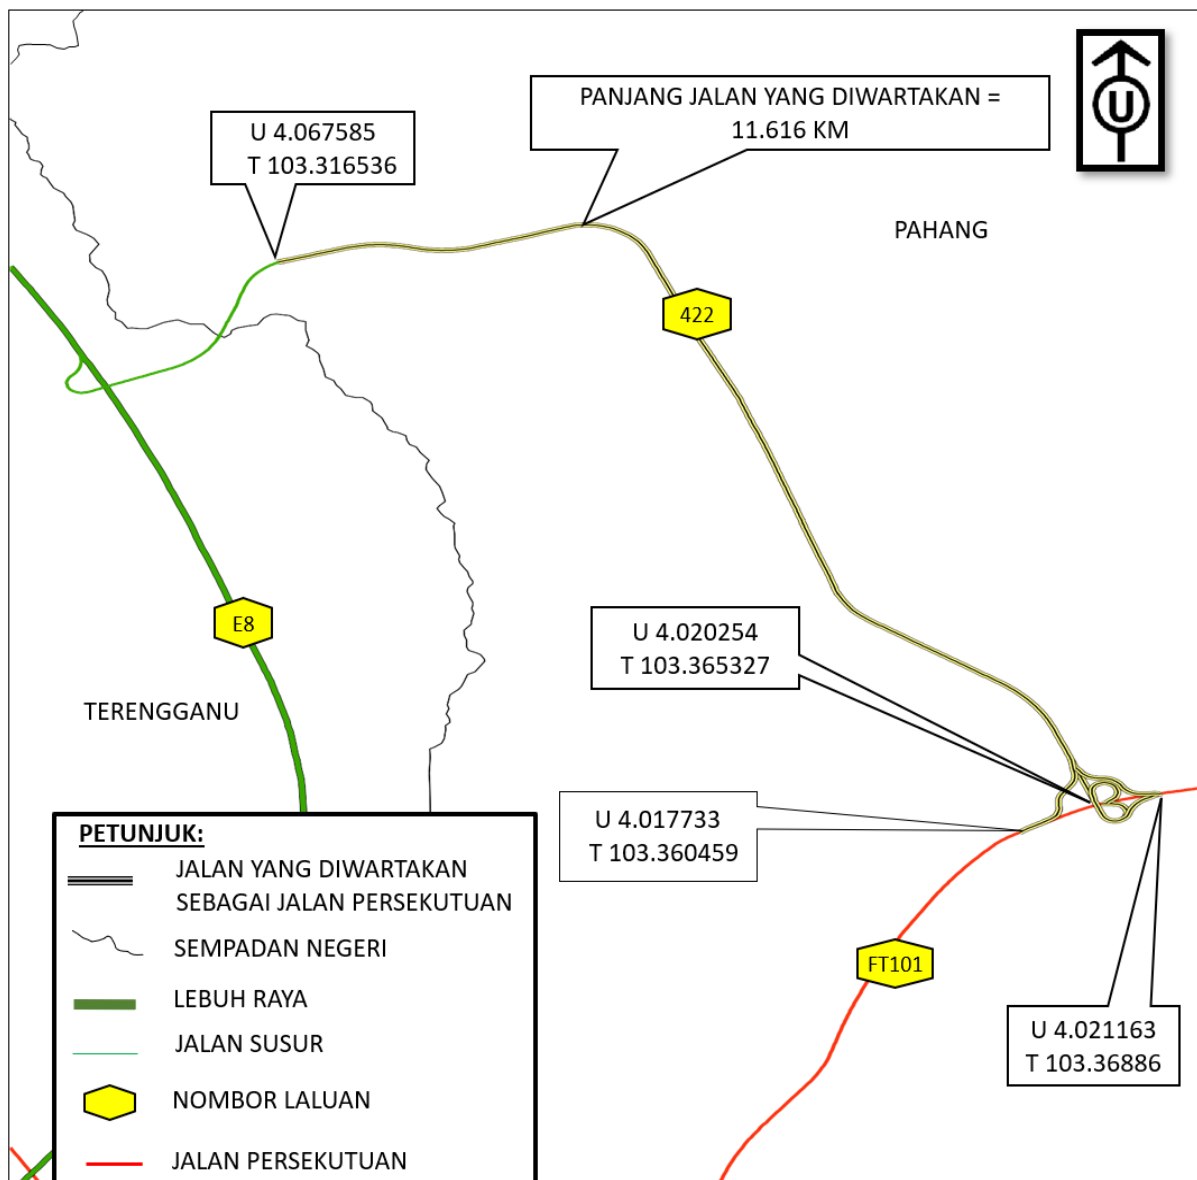 U
PANJANG JALAN YANG DIWARTAKAN =
11.616 KM
U 4.067585
T 103.316536
PAHANG
422
E8
TERENGGANU
U 4.020254
T 103.365327
U 4.017733
T 103.360459
FT101
U 4.021163
T 103.36886
PETUNJUK:
JALAN YANG DIWARTAKAN
SEBAGAI JALAN PERSEKUTUAN
SEMPADAN NEGERI
LEBUH RAYA
JALAN SUSUR
NOMBOR LALUAN
JALAN PERSEKUTUAN